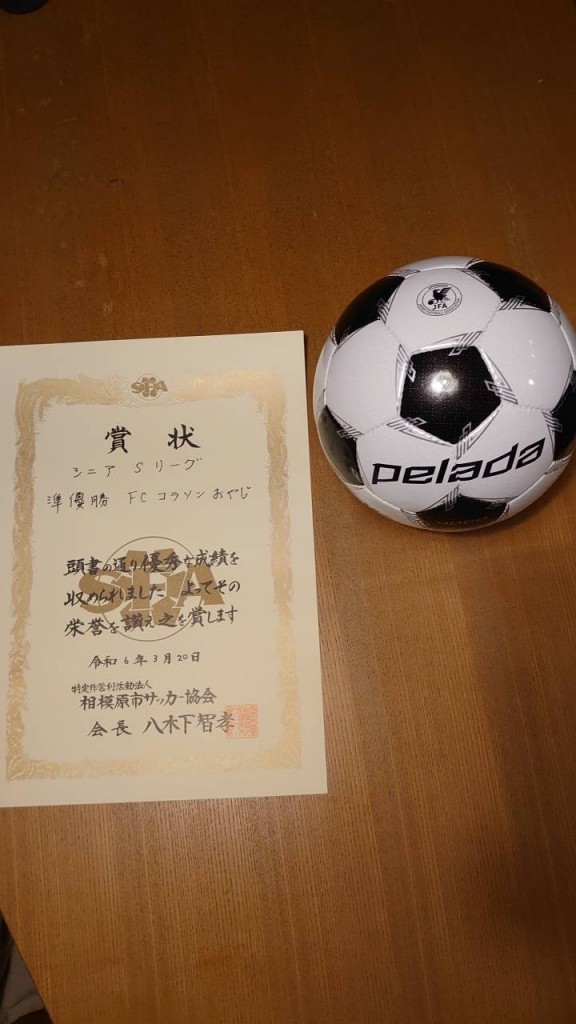 賞状
シニア Sリーグ
準優勝 FCコラソンおやじ
頭書の通り優秀な成績を
収められました よってその
栄誉を讃え之を賞します
令和6年3月20日
特定非営利活動法人
相模原市サッカー協会
会長 八木下智孝
JFA
pelada
4000